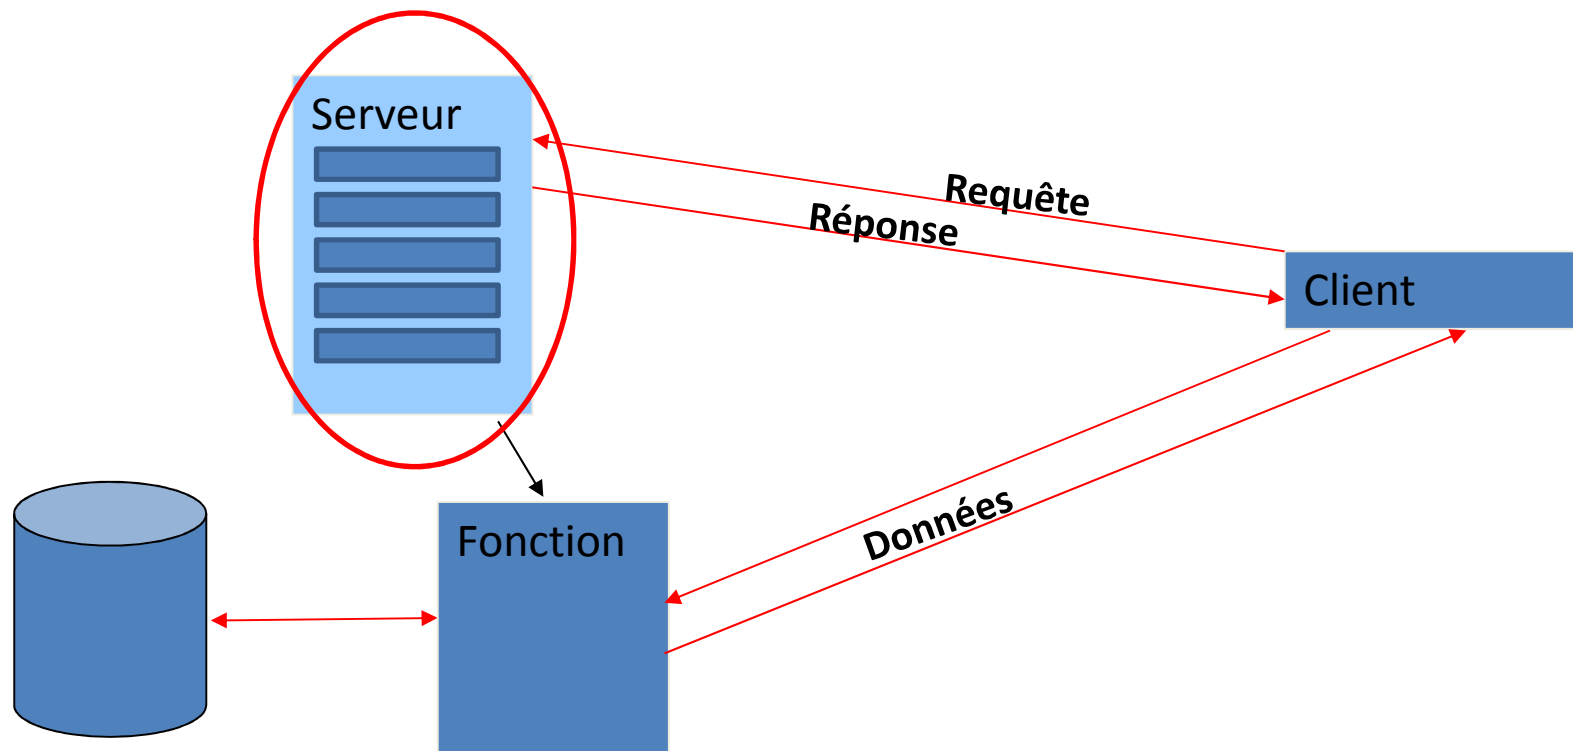 Serveur
Requête
Réponse
Client
Données
Fonction